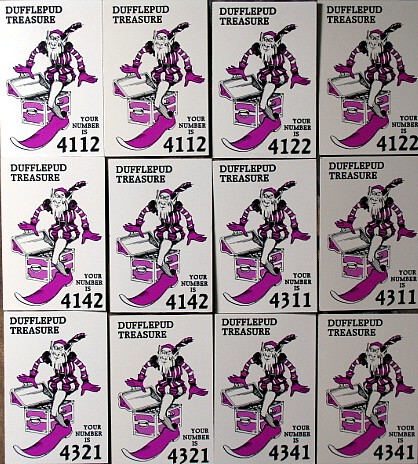 DUFFLEPUD
TREASURE
YOUR
NUMBER
IS
4112
DUFFLEPUD
TREASURE
YOUR
NUMBER
IS
4112
DUFFLEPUD
TREASURE
YOUR
NUMBER
IS
4122
DUFFLEPUD
TREASURE
YOUR
NUMBER
IS
4122
DUFFLEPUD
TREASURE
YOUR
NUMBER
IS
4142
DUFFLEPUD
TREASURE
YOUR
NUMBER
IS
4142
DUFFLEPUD
TREASURE
YOUR
NUMBER
IS
4311
DUFFLEPUD
TREASURE
YOUR
NUMBER
IS
4311
DUFFLEPUD
TREASURE
YOUR
NUMBER
IS
4321
DUFFLEPUD
TREASURE
YOUR
NUMBER
IS
4321
DUFFLEPUD
TREASURE
YOUR
NUMBER
IS
4341
DUFFLEPUD
TREASURE
YOUR
NUMBER
IS
4341